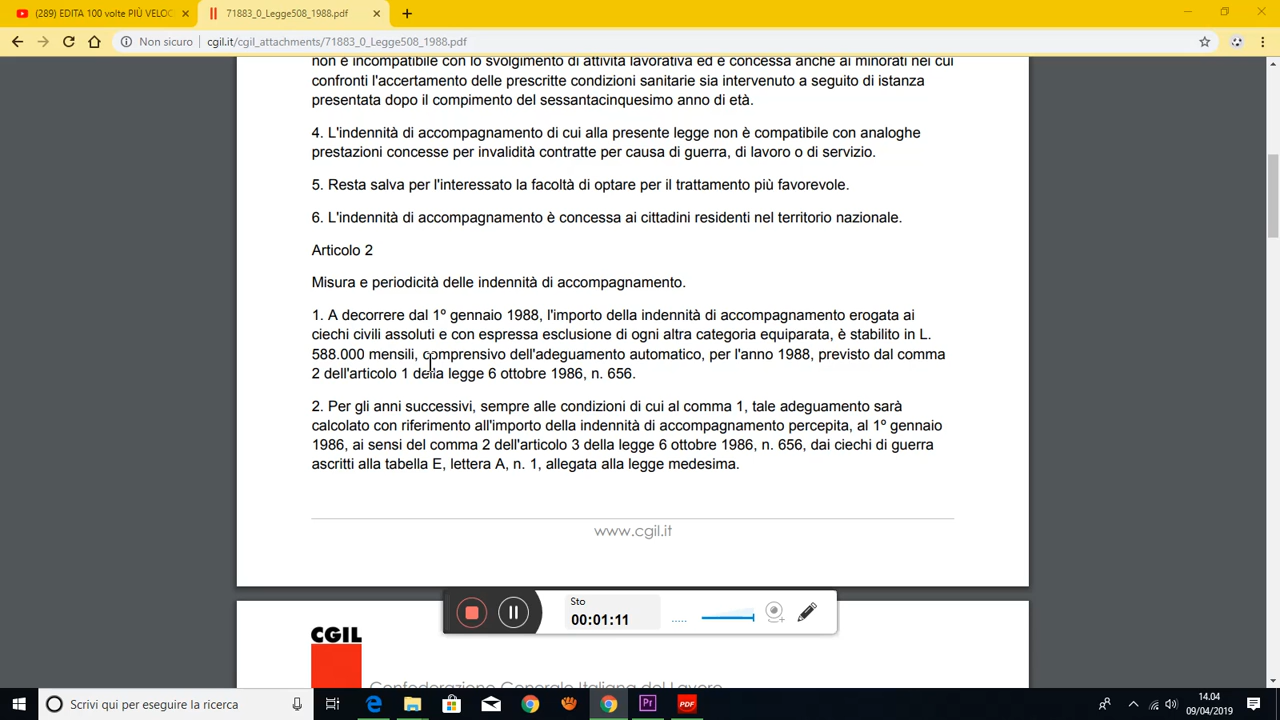 (289) EDITA 100 volte PIÙ VELOC
71883_0_Legge508_1988.pdf
Non sicuro
cgil.it/cgil_attachments/71883_0_Legge508_1988.pdf
non è incompatibile con lo svolgimento di attività lavorativa ed è concessa anche ai minorati nei cui
confronti l'accertamento delle prescritte condizioni sanitarie sia intervenuto a seguito di istanza
presentata dopo il compimento del sessantacinquesimo anno di età.
4. L'indennità di accompagnamento di cui alla presente legge non è compatibile con analoghe
prestazioni concesse per invalidità contratte per causa di guerra, di lavoro o di servizio.
5. Resta salva per l'interessato la facoltà di optare per il trattamento più favorevole.
6. L'indennità di accompagnamento è concessa ai cittadini residenti nel territorio nazionale.
Articolo 2
Misura e periodicità delle indennità di accompagnamento.
1. A decorrere dal 1º gennaio 1988, l'importo della indennità di accompagnamento erogata ai
ciechi civili assoluti e con espressa esclusione di ogni altra categoria equiparata, è stabilito in L.
588.000 mensili, comprensivo dell'adeguamento automatico, per l'anno 1988, previsto dal comma
2 dell'articolo 1 della legge 6 ottobre 1986, n. 656.
2. Per gli anni successivi, sempre alle condizioni di cui al comma 1, tale adeguamento sarà
calcolato con riferimento all'importo della indennità di accompagnamento percepita, al 1º gennaio
1986, ai sensi del comma 2 dell'articolo 3 della legge 6 ottobre 1986, n. 656, dai ciechi di guerra
ascritti alla tabella E, lettera A, n. 1, allegata alla legge medesima.
www.cgil.it
Sto
00:01:11
CGIL
Confederazione Generale Italiana del Lavoro
Scrivi qui per eseguire la ricerca
Pr
PDF
14.04
09/04/2019